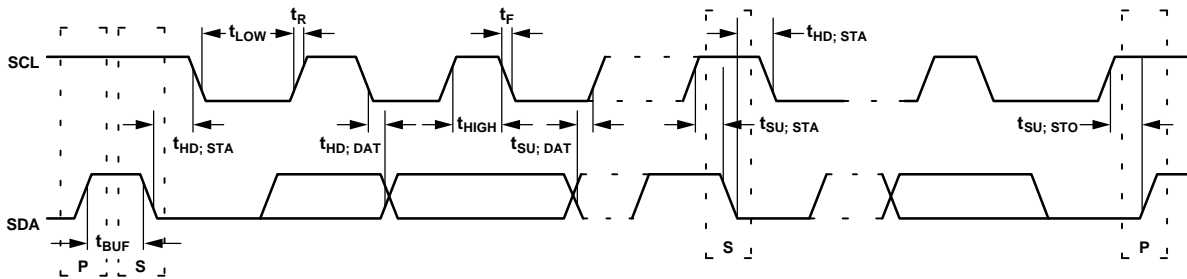 tR
tF
tLOW
tHD; STA
SCL
tHD; STA
tHD; DAT
tHIGH
tSU; DAT
tSU; STA
tSU; STO
SDA
tBUF
P
S
S
P